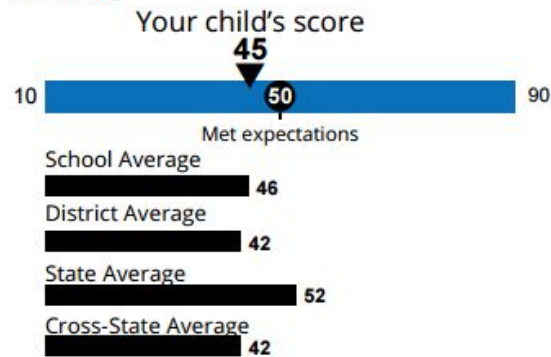 Your child's score
45
10 50 90
Met expectations
School Average
46
District Average
42
State Average
52
Cross-State Average
42